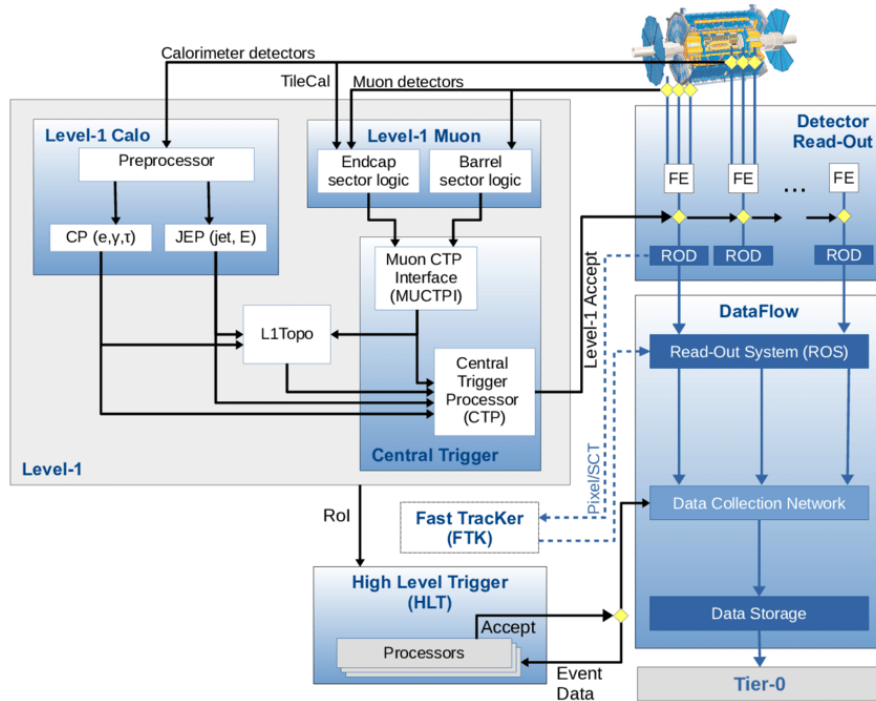 Calorimeter detectors
TileCal
Muon detectors
Level-1 Calo
Preprocessor
CP (e,γ,τ)
JEP (jet, E)
Level-1 Muon
Endcap
sector logic
Barrel
sector logic
Muon CTP
Interface
(MUCTPI)
L1Topo
Central
Trigger
Processor
(CTP)
Central Trigger
Level-1
Level-1 Accept
Detector
Read-Out
FE
FE
...
FE
ROD
ROD
ROD
DataFlow
Read-Out System (ROS)
Pixel/SCT
Data Collection Network
Data Storage
Tier-0
RoI
Fast TracKer
(FTK)
High Level Trigger
(HLT)
Accept
Processors
Event
Data